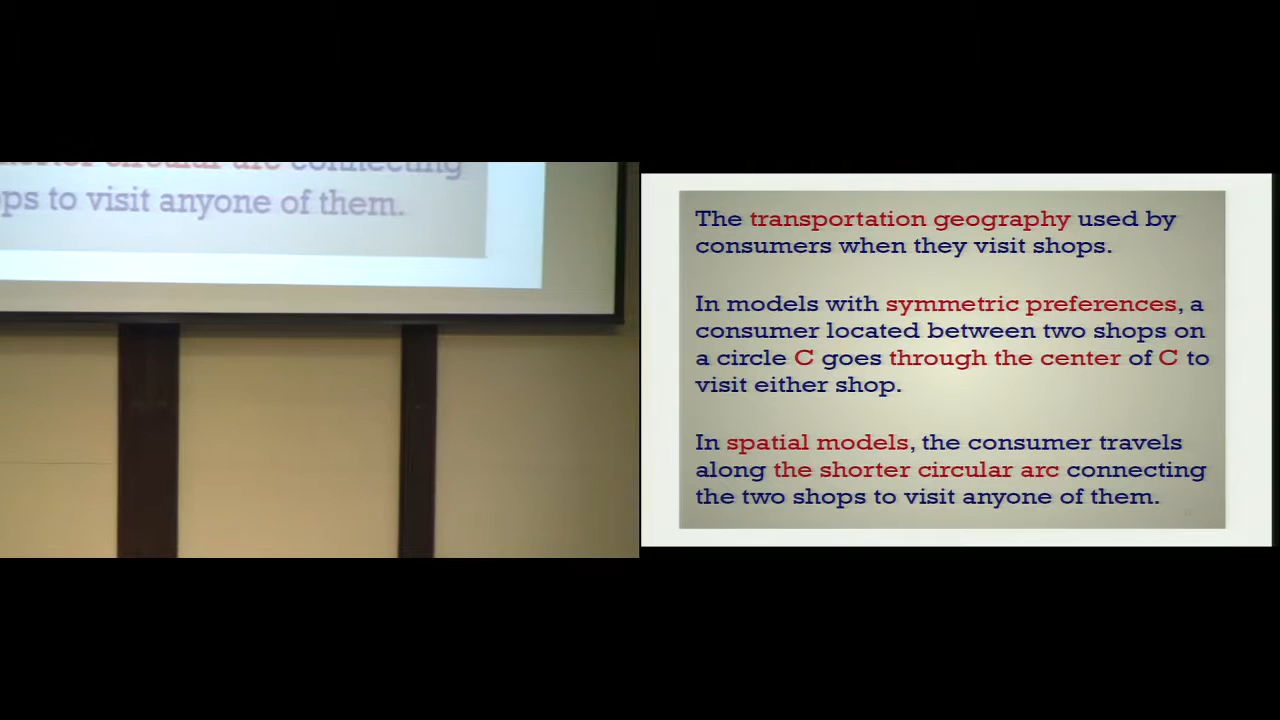 connecting
ps to visit anyone of them.
The transportation geography used by
consumers when they visit shops.
In models with symmetric preferences, a
consumer located between two shops on
a circle C goes through the center of C to
visit either shop.
In spatial models, the consumer travels
along the shorter circular arc connecting
the two shops to visit anyone of them.